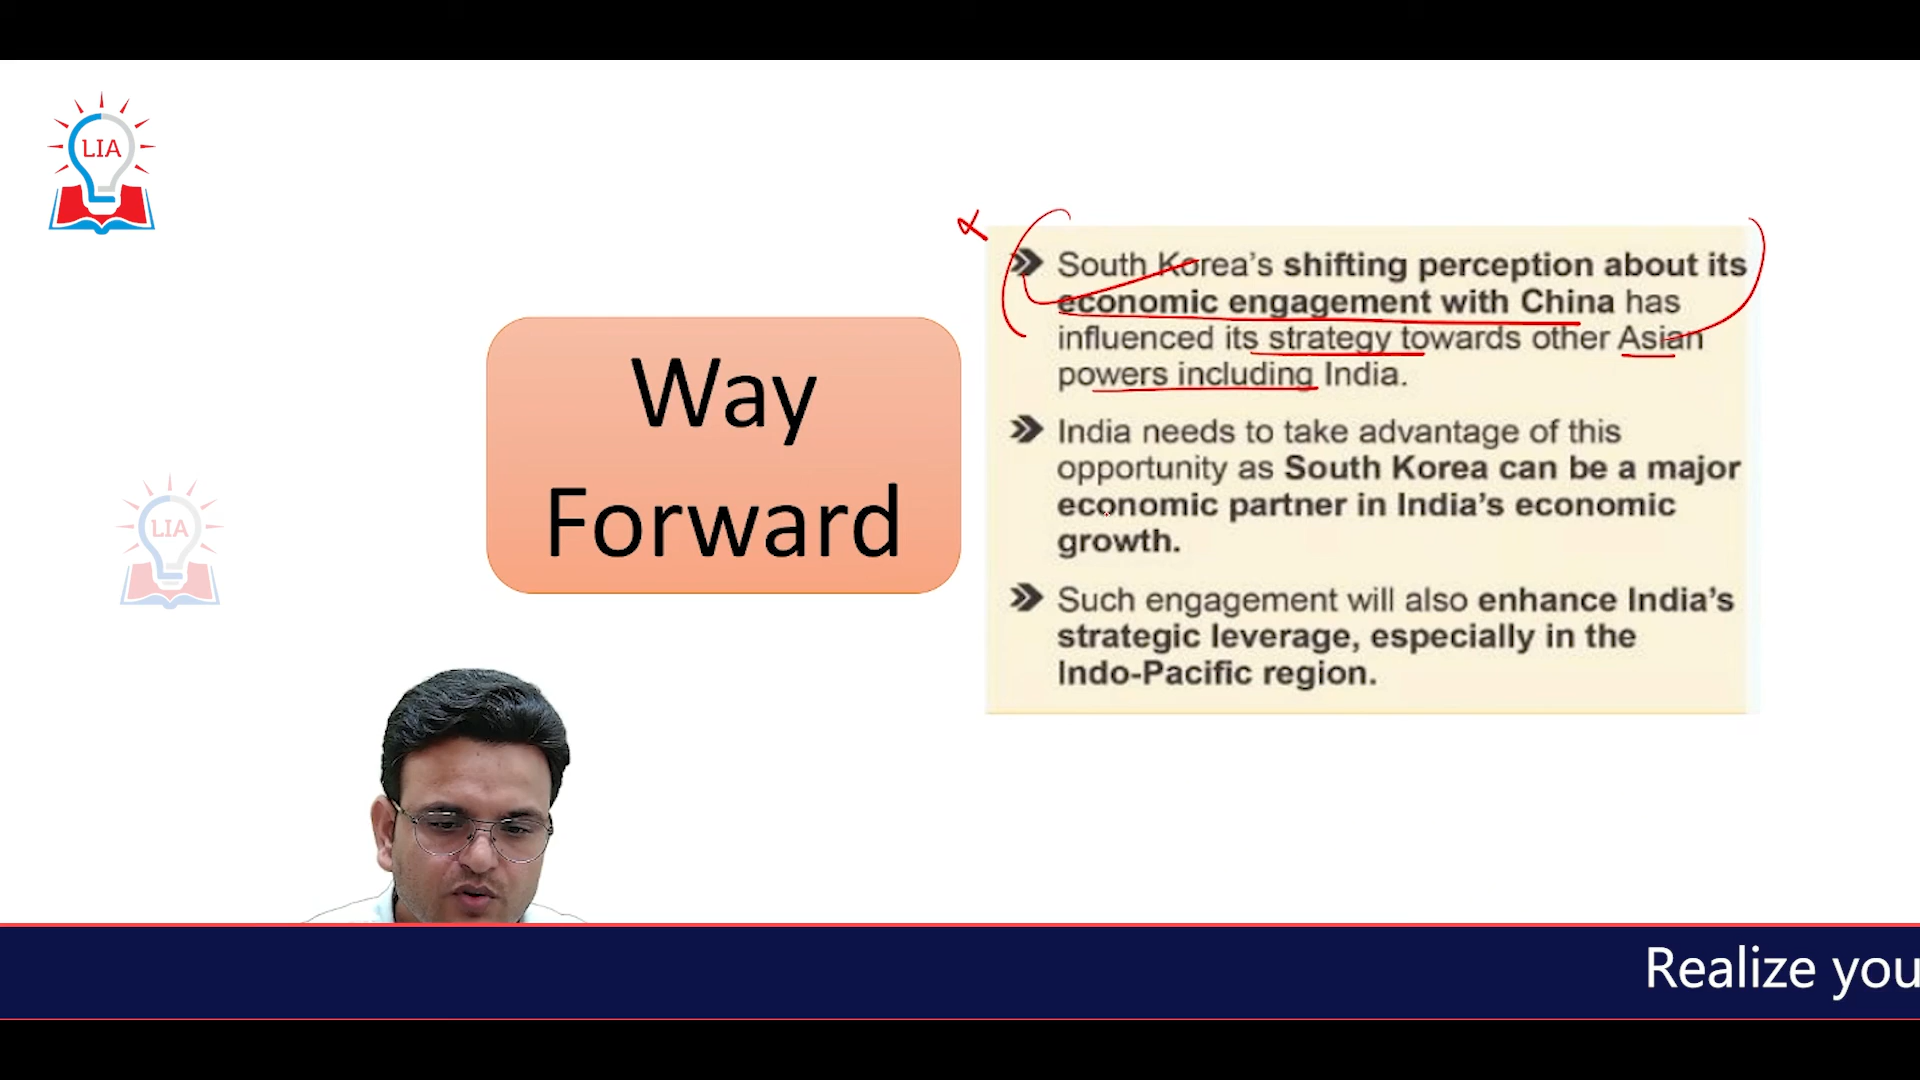 LIA
South Korea's shifting perception about its
economic engagement with China has
influenced its strategy towards other Asian
powers including India.
Way
Forward
India needs to take advantage of this
opportunity as South Korea can be a major
economic partner in India's economic
growth.
LIA
Such engagement will also enhance India's
strategic leverage, especially in the
Indo-Pacific region.
Realize you